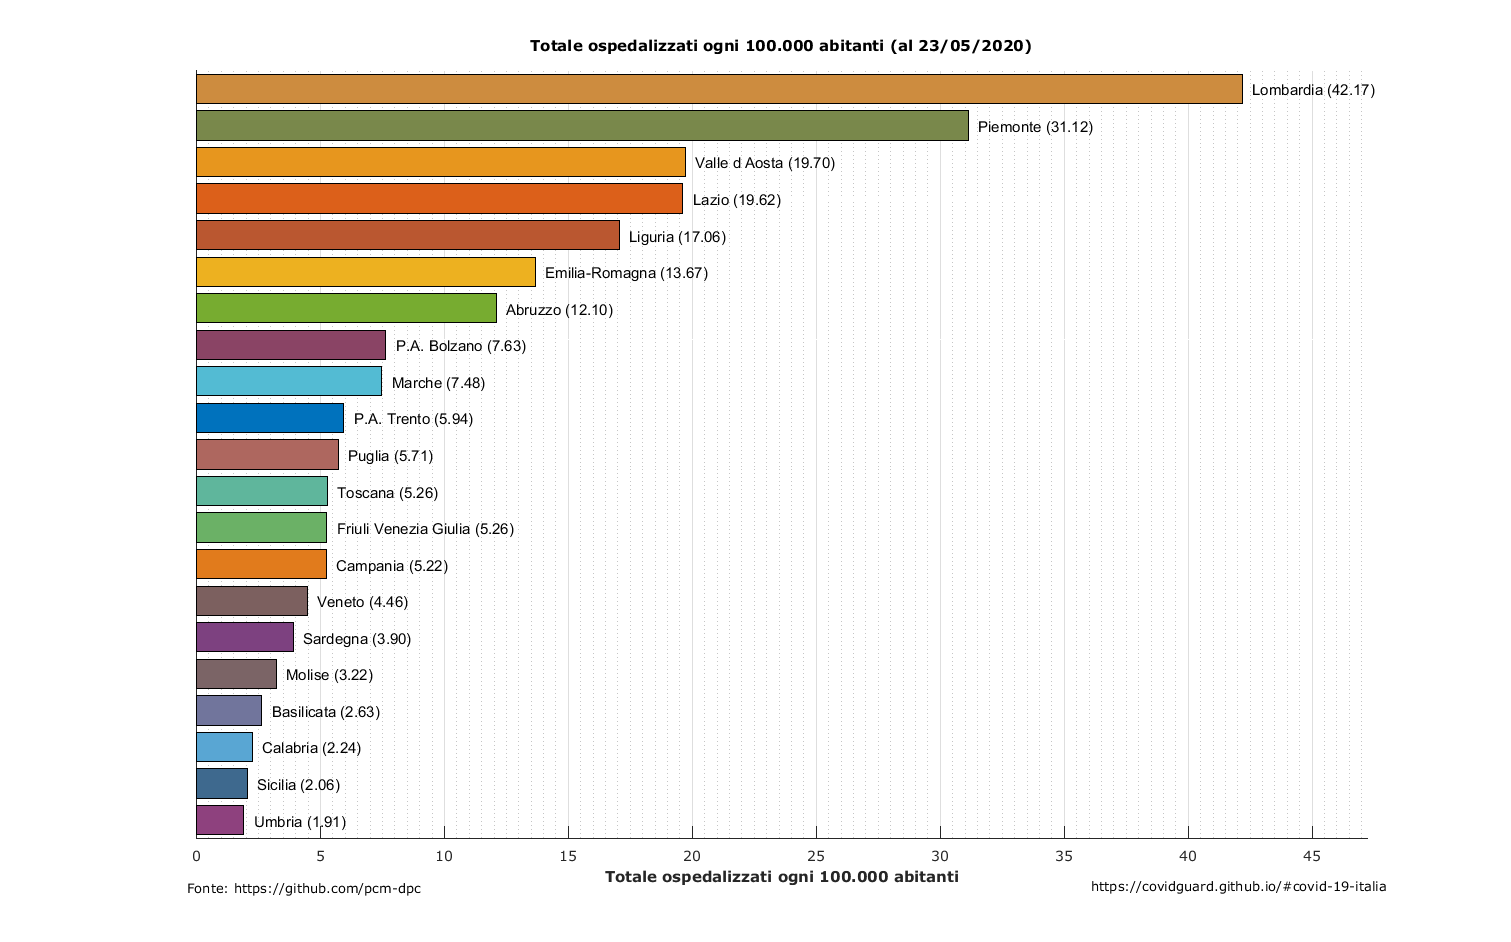 Totale ospedalizzati ogni 100.000 abitanti (al 23/05/2020)
Lombardia (42.17)
Piemonte (31.12)
Valle d Aosta (19.70)
Lazio (19.62)
Liguria (17.06)
Emilia-Romagna (13.67)
Abruzzo (12.10)
P.A. Bolzano (7.63)
Marche (7.48)
P.A. Trento (5.94)
Puglia (5.71)
Toscana (5.26)
Friuli Venezia Giulia (5.26)
Campania (5.22)
Veneto (4.46)
Sardegna (3.90)
Molise (3.22)
Basilicata (2.63)
Calabria (2.24)
Sicilia (2.06)
Umbria (1.91)
0 5 10 15 20 25 30 35 40 45
Totale ospedalizzati ogni 100.000 abitanti
Fonte: https://github.com/pcm-dpc
https://covidguard.github.io/#covid-19-italia